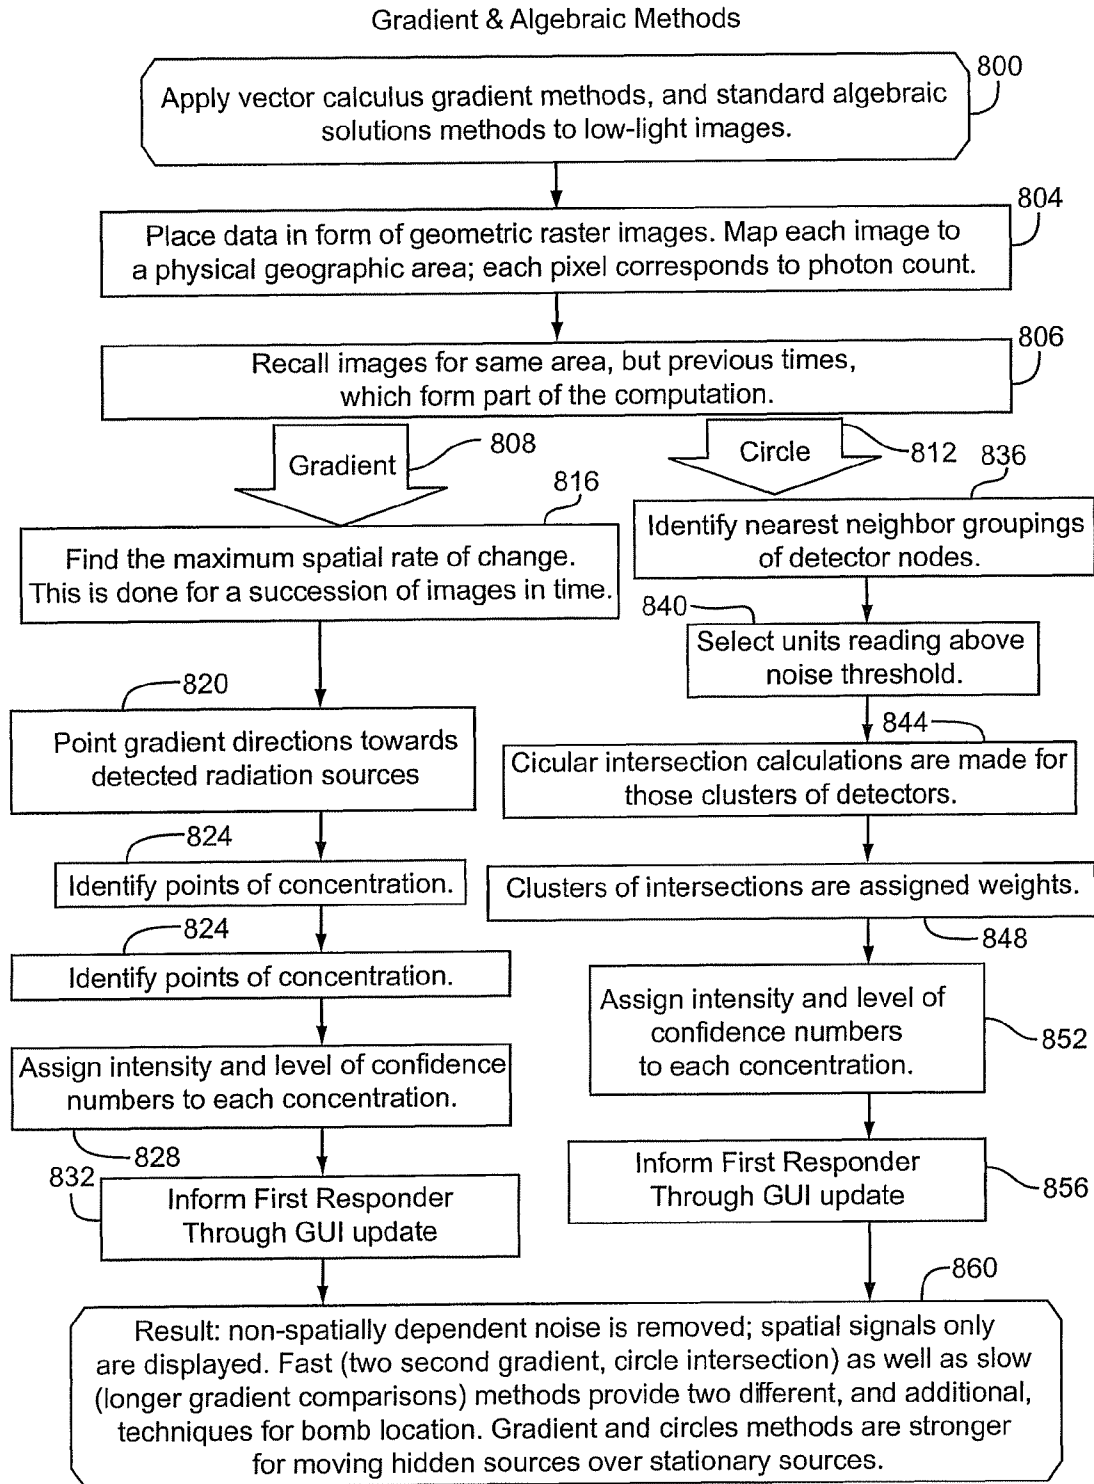 Gradient & Algebraic Methods
800
Apply vector calculus gradient methods, and standard algebraic
solutions methods to low-light images.
804
Place data in form of geometric raster images. Map each image to
a physical geographic area; each pixel corresponds to photon count.
806
Recall images for same area, but previous times,
which form part of the computation.
Gradient
808
816
Find the maximum spatial rate of change.
This is done for a succession of images in time.
820
Point gradient directions towards
detected radiation sources
824
Identify points of concentration.
824
Identify points of concentration.
Assign intensity and level of confidence
numbers to each concentration.
828
832
Inform First Responder
Through GUI update
Circle
812
836
Identify nearest neighbor groupings
of detector nodes.
840
Select units reading above
noise threshold.
844
Cicular intersection calculations are made for
those clusters of detectors.
Clusters of intersections are assigned weights.
848
Assign intensity and level of
confidence numbers
to each concentration.
852
Inform First Responder
Through GUI update
856
860
Result: non-spatially dependent noise is removed; spatial signals only
are displayed. Fast (two second gradient, circle intersection) as well as slow
(longer gradient comparisons) methods provide two different, and additional,
techniques for bomb location. Gradient and circles methods are stronger
for moving hidden sources over stationary sources.